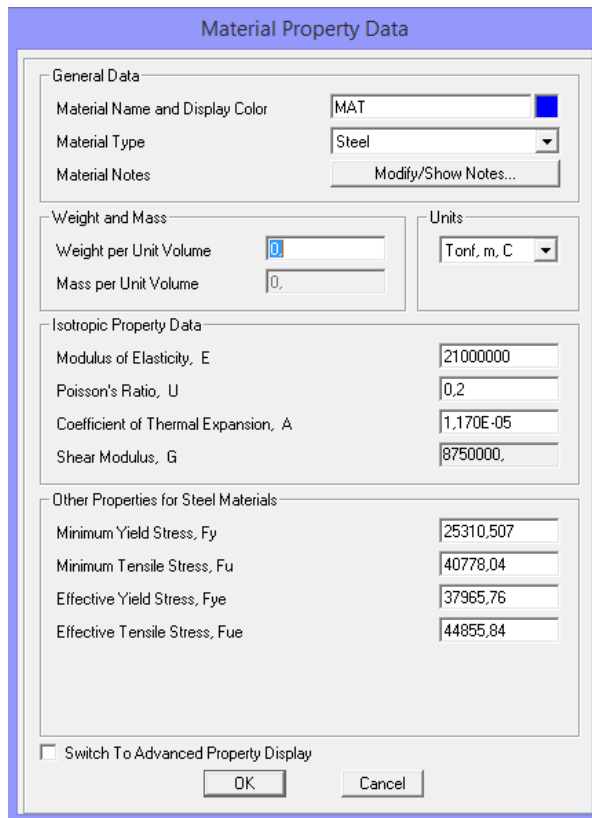 Material Property Data
General Data
Material Name and Display Color MAT
Material Type Steel
Material Notes Modify/Show Notes...
Weight and Mass
Weight per Unit Volume 0,
Mass per Unit Volume 0,
Units
Tonf, m, C
Isotropic Property Data
Modulus of Elasticity, E 21000000
Poisson's Ratio, U 0,2
Coefficient of Thermal Expansion, A 1,170E-05
Shear Modulus, G 8750000,
Other Properties for Steel Materials
Minimum Yield Stress, Fy 25310,507
Minimum Tensile Stress, Fu 40778,04
Effective Yield Stress, Fye 37965,76
Effective Tensile Stress, Fue 44855,84
Switch To Advanced Property Display
OK Cancel